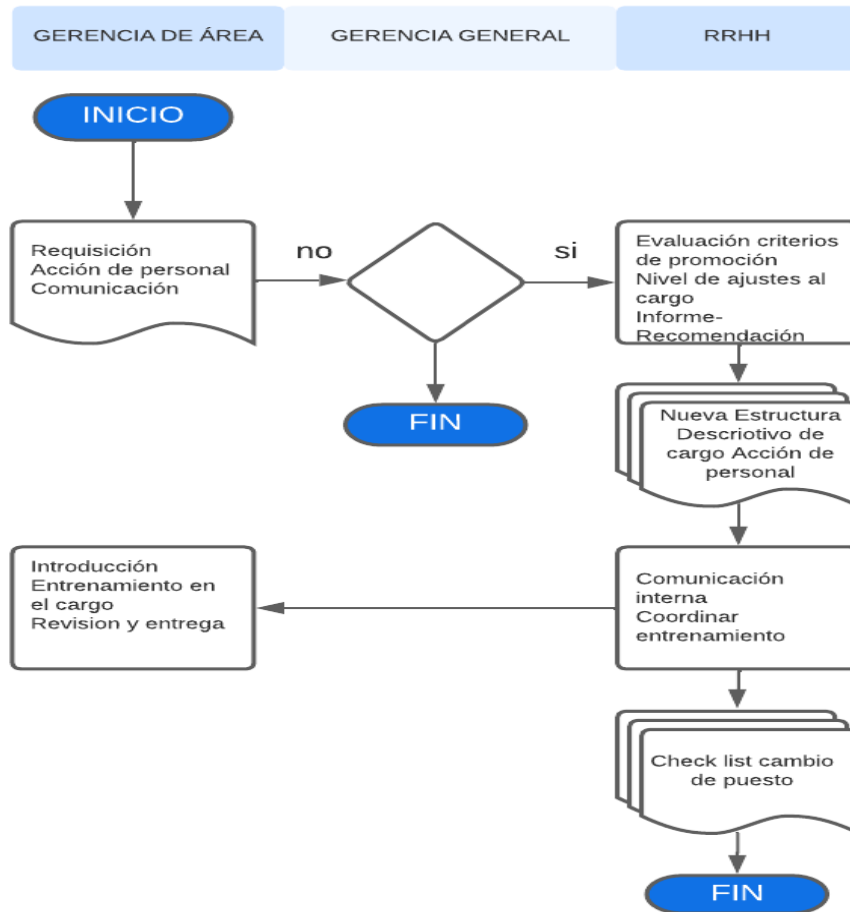 GERENCIA DE ÁREA
GERENCIA GENERAL
RRHH
INICIO
Requisición
Acción de personal
Comunicación
no
si
Evaluación criterios
de promoción
Nivel de ajustes al
cargo
Informe-
Recomendación
FIN
Nueva Estructura
Descriotivo de
cargo Acción de
personal
Introducción
Entrenamiento en
el cargo
Revision y entrega
Comunicación
interna
Coordinar
entrenamiento
Check list cambio
de puesto
FIN